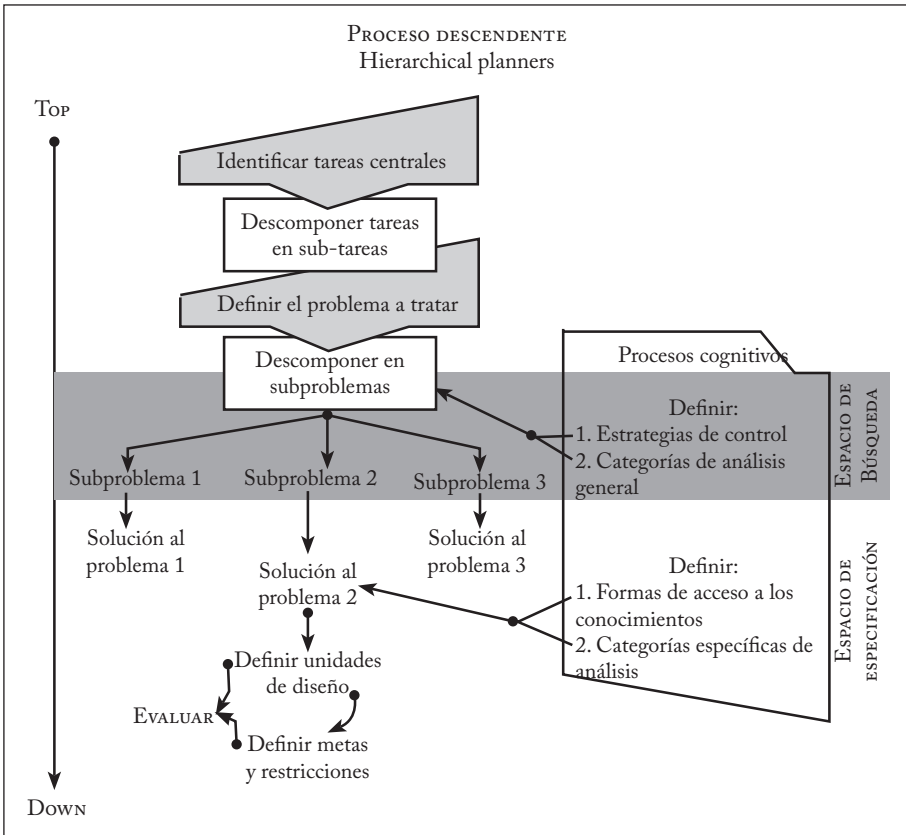 PROCESO DESCENDENTE
Hierarchical planners
TOP
Identificar tareas centrales
Descomponer tareas
en sub-tareas
Definir el problema a tratar
Descomponer en
subproblemas
Subproblema 1
Subproblema 2
Subproblema 3
Solución al
problema 1
Solución al
problema 2
Solución al
problema 3
Definir unidades
de diseño
EVALUAR
Definir metas
y restricciones
DOWN
Procesos cognitivos
Definir:
1. Estrategias de control
2. Categorías de análisis
general
Definir:
1. Formas de acceso a los
conocimientos
2. Categorías específicas de
análisis
ESPACIO DE
BÚSQUEDA
ESPACIO DE
ESPECIFICACIÓN